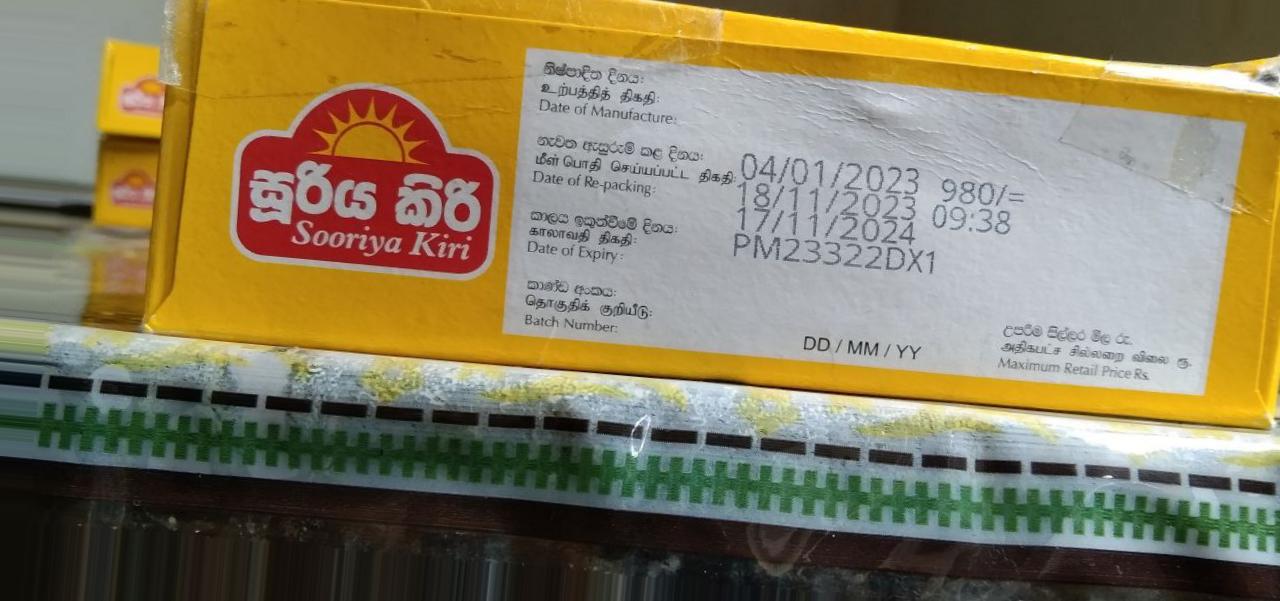 සූරිය කිරි
Sooriya Kiri
නිෂ්පාදිත දිනය:
உற்பத்தித் திகதி:
Date of Manufacture:
නැවත ඇසුරුම් කළ දිනය:
மீள் பொதி செய்யப்பட்ட திகதி:
Date of Re-packing:
කාලය ඉකුත්වීමේ දිනය:
காலாவதி திகதி:
Date of Expiry:
කාණ්ඩ අංකය:
தொகுதிக் குறியீடு:
Batch Number:
04/01/2023 980/=
18/11/2023 09:38
17/11/2024
PM23322DX1
DD / MM / YY
උපරිම සිල්ලර මිල රු.
அதிகபட்ச சில்லறை விலை ரூ.
Maximum Retail Price Rs.